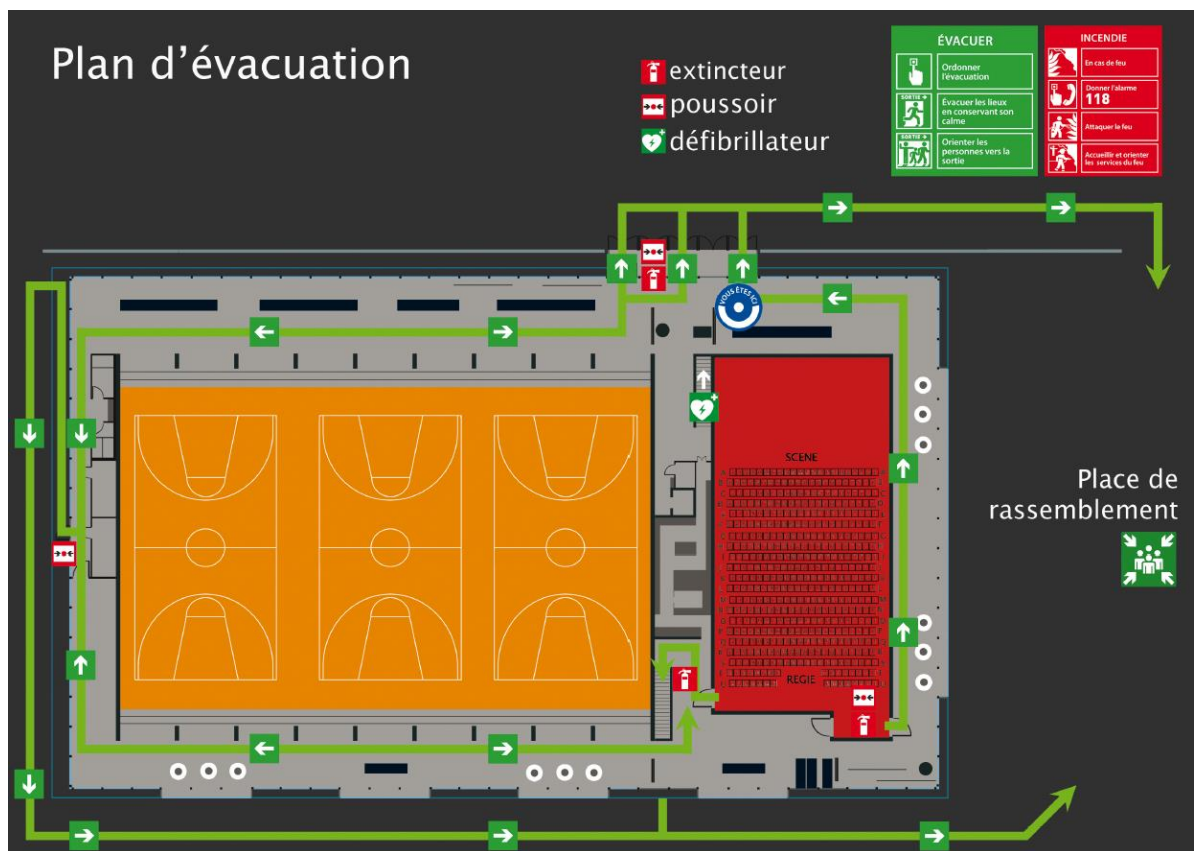 Plan d'évacuation
extincteur
poussoir
défibrillateur
ÉVACUER
Ordonner
l'évacuation
SORTIE
Évacuer les lieux
en conservant son
calme
SORTIE
Orienter les
personnes vers la
sortie
INCENDIE
En cas de feu
Donner l'alarme
118
Attaquer le feu
Accueillir et orienter
les services du feu
VOUS ÊTES ICI
SCENE
REGIE
Place de
rassemblement